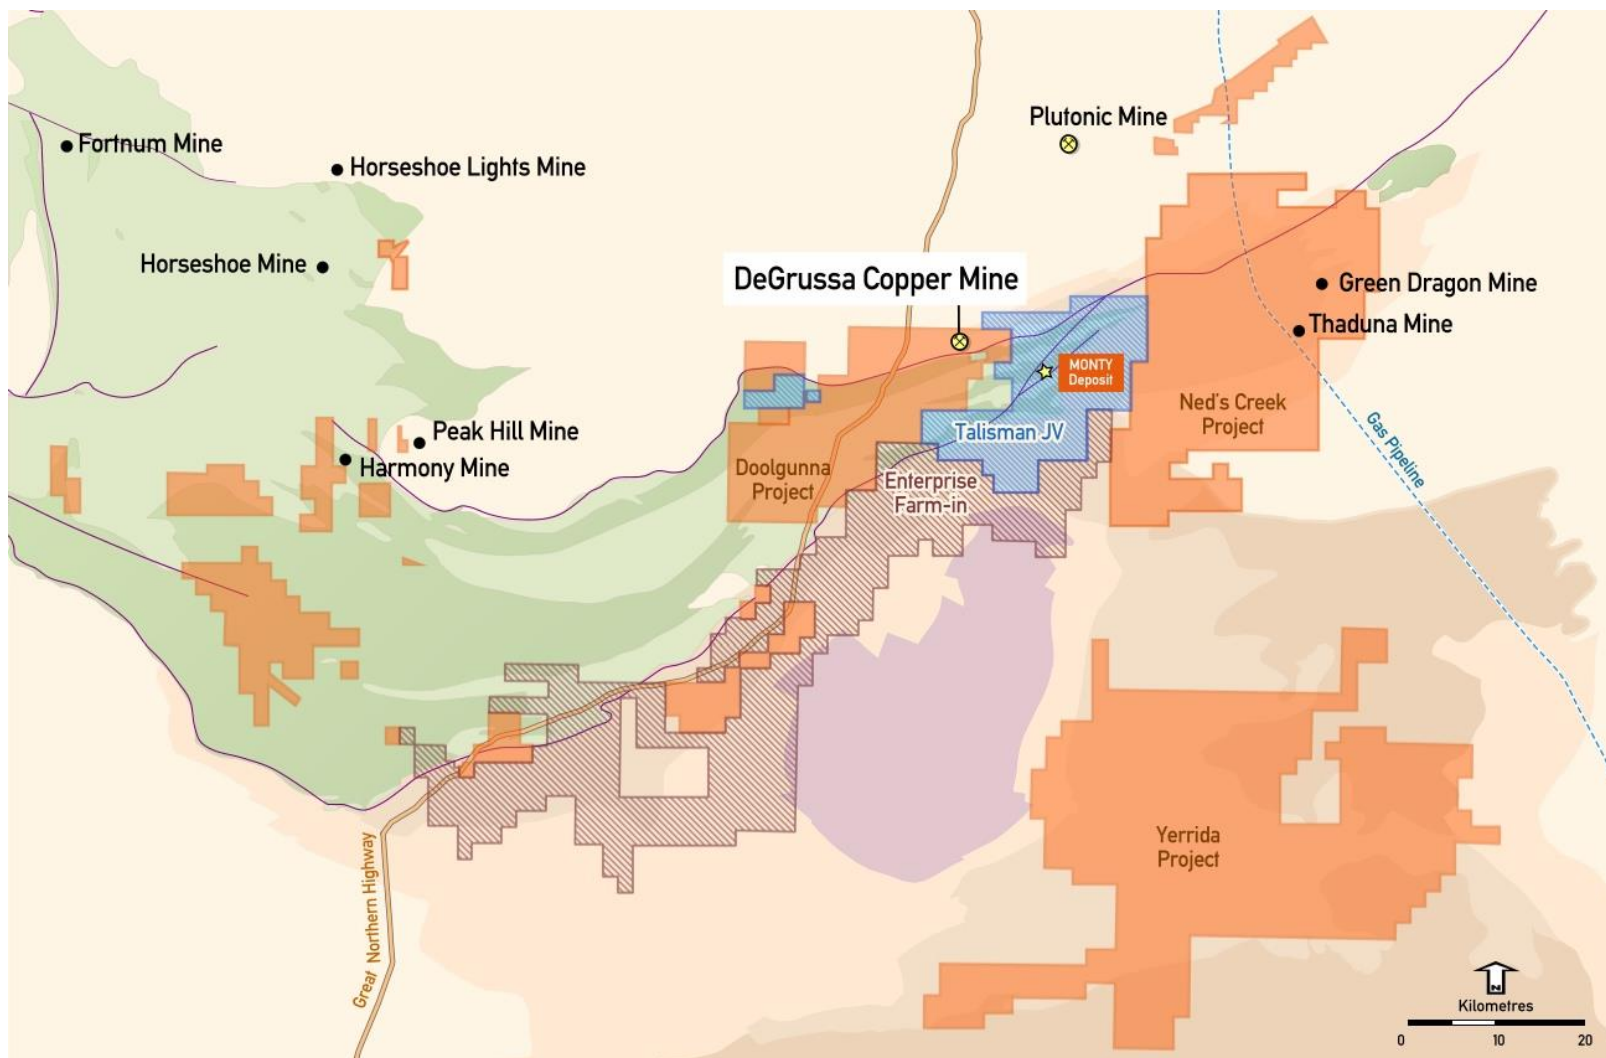 Plutonic Mine
Fortnum Mine
Horseshoe Lights Mine
Horseshoe Mine
DeGrussa Copper Mine
Green Dragon Mine
Thaduna Mine
MONTY
Deposit
Ned's Creek
Project
Gas Pipeline
Talisman JV
Peak Hill Mine
Harmony Mine
Doolgunna
Project
Enterprise
Farm-in
Yerrida
Project
Great Northern Highway
N
Kilometres
0 10 20